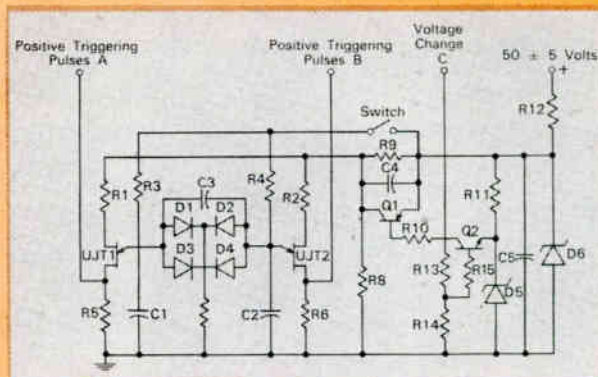 Positive Triggering
Pulses A
Positive Triggering
Pulses B
Voltage
Change
C
50 ± 5 Volts
+
Switch
R12
R9
C4
R1
R3
C3
R4
R2
D1
D2
Q1
R11
R10
Q2
UJT1
D3
D4
UJT2
R13
R15
C5
D6
R8
D5
R5
C1
C2
R6
R14